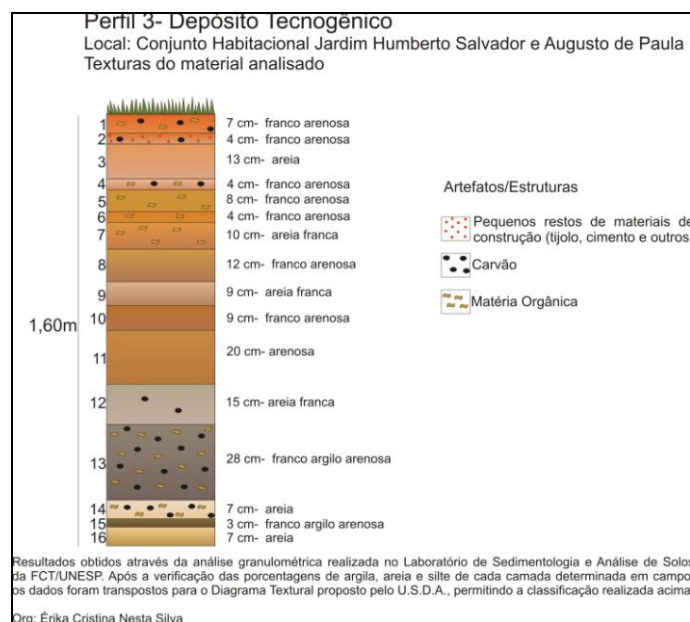 Perfil 3- Depósito Tecnogênico
Local: Conjunto Habitacional Jardim Humberto Salvador e Augusto de Paula
Texturas do material analisado
1 7 cm- franco arenosa
2 4 cm- franco arenosa
3 13 cm- areia
4 4 cm- franco arenosa
5 8 cm- franco arenosa
6 4 cm- franco arenosa
7 10 cm- areia franca
8 12 cm- franco arenosa
9 9 cm- areia franca
10 9 cm- franco arenosa
1,60m
11 20 cm- arenosa
12 15 cm- areia franca
13 28 cm- franco argilo arenosa
14 7 cm- areia
15 3 cm- franco argilo arenosa
16 7 cm- areia
Artefatos/Estruturas
Pequenos restos de materiais de
construção (tijolo, cimento e outros
Carvão
Matéria Orgânica
Resultados obtidos através da análise granulométrica realizada no Laboratório de Sedimentologia e Análise de Solos
da FCT/UNESP. Após a verificação das porcentagens de argila, areia e silte de cada camada determinada em campo
os dados foram transpostos para o Diagrama Textural proposto pelo U.S.D.A., permitindo a classificação realizada acima
Org: Érika Cristina Nesta Silva